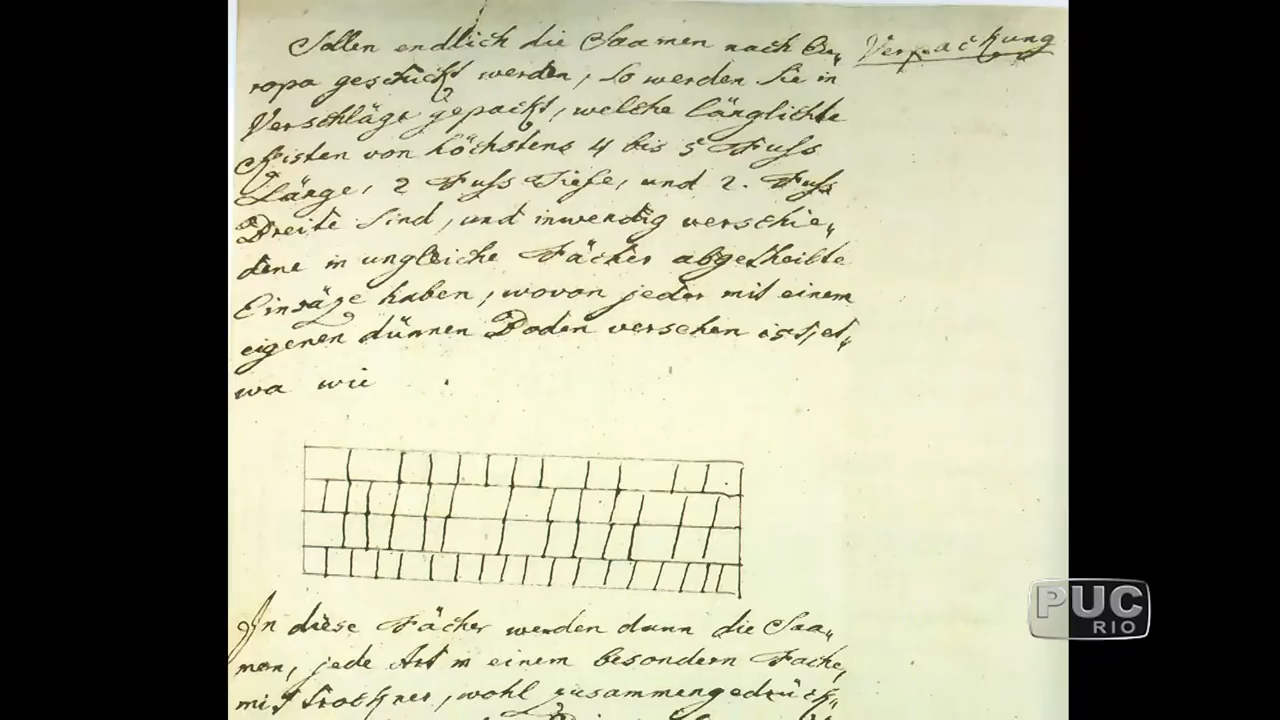 Sollen endlich die Saamen nach Eu„
Verpackung
ropa geschickt werden, so werden Sie in
Verschläge gepackt, welche länglichte
Kisten von höchstens 4 bis 5 Fuss
Länge, 2 Fuss Tiefe, und 2. Fuss
Breite sind, und inwendig verschie„
dene in ungleiche Fächer abgetheilte
Einsäze haben, wovon jeder mit einem
eigenen dünnen Boden versehen ist, et„
wa wie
In diese Fächer werden dann die Saa„
men, jede Art in einem besondern Fache,
mit trockner, wohl zusammengedrück„
PUC
RIO